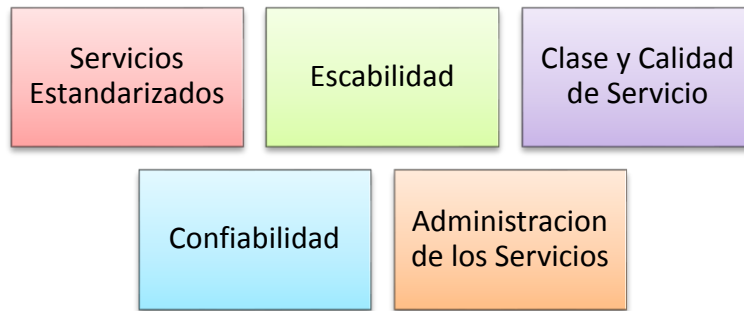 Servicios
Estandarizados
Escabilidad
Clase y Calidad
de Servicio
Confiabilidad
Administracion
de los Servicios